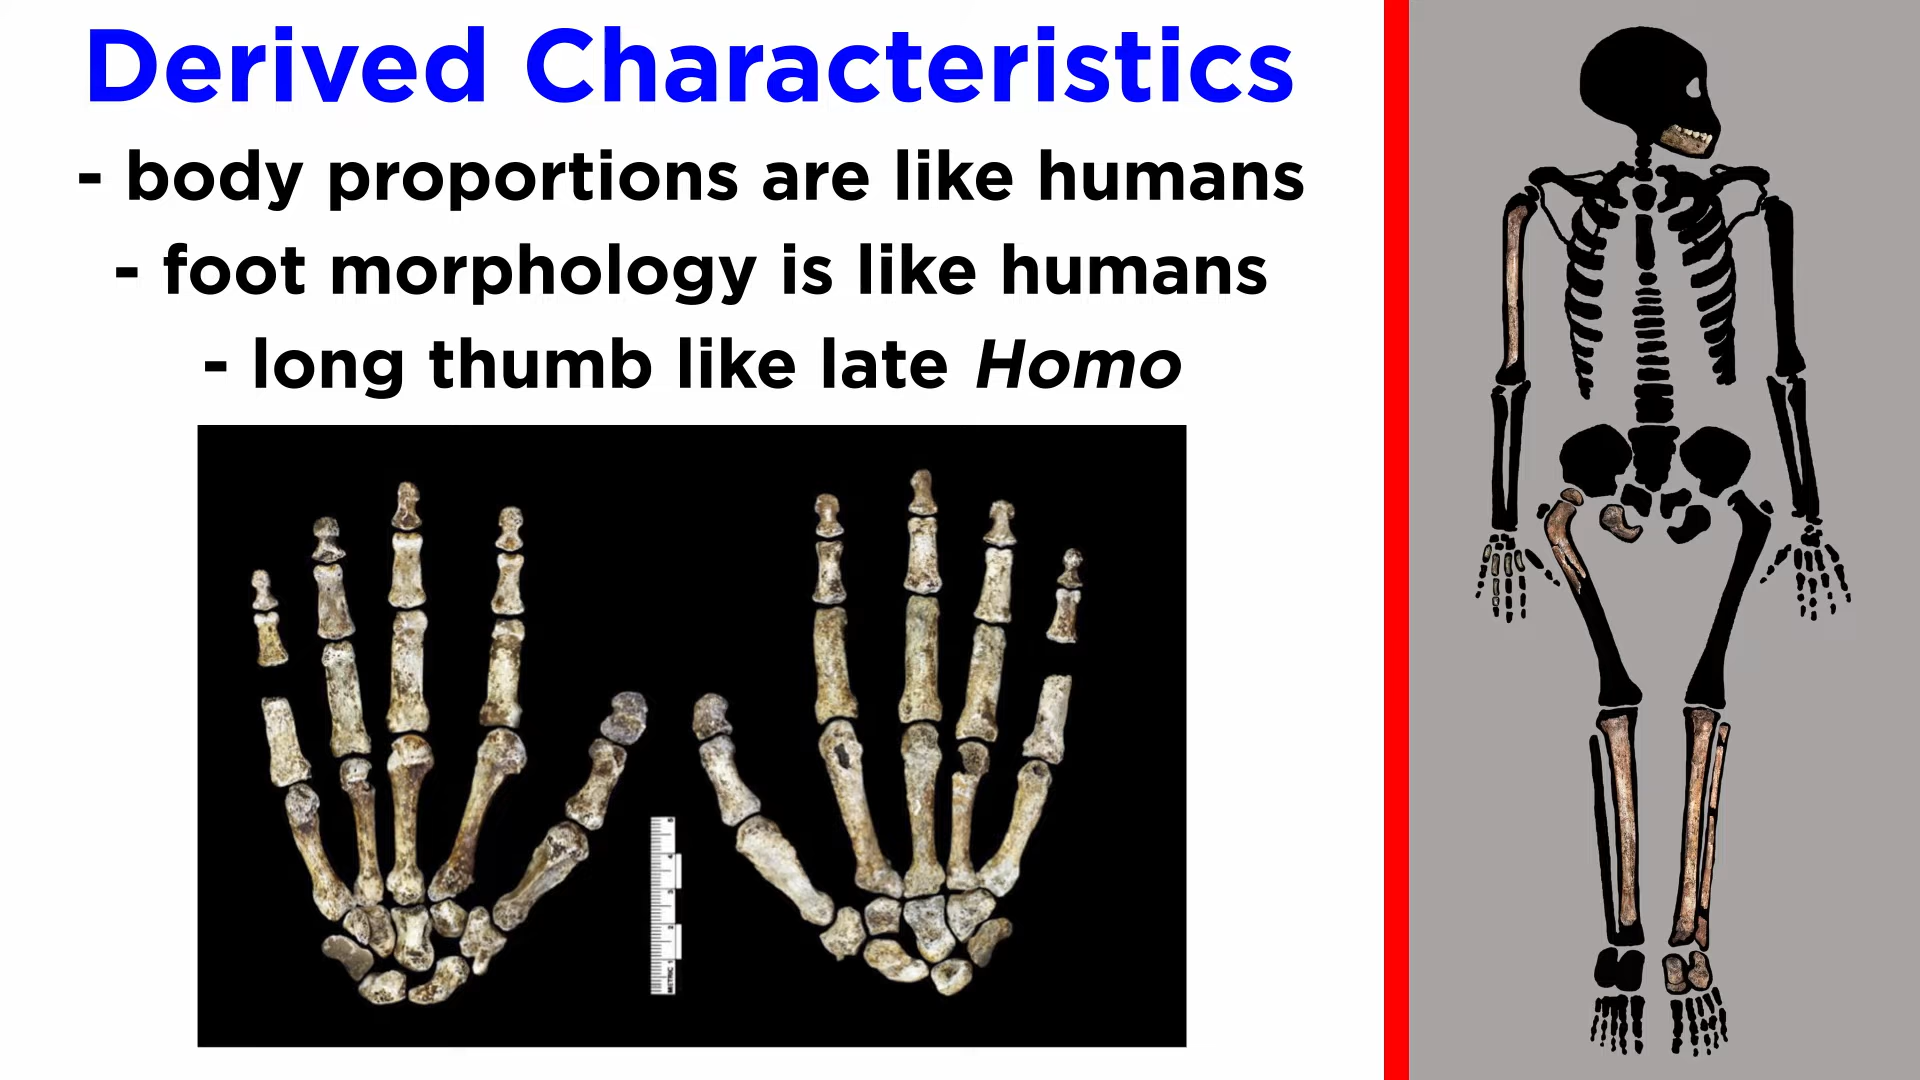 Derived Characteristics
- body proportions are like humans
- foot morphology is like humans
- long thumb like late Homo